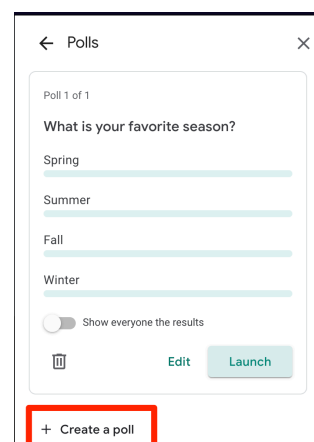 Polls
Poll 1 of 1
What is your favorite season?
Spring
Summer
Fall
Winter
Show everyone the results
Edit
Launch
+ Create a poll